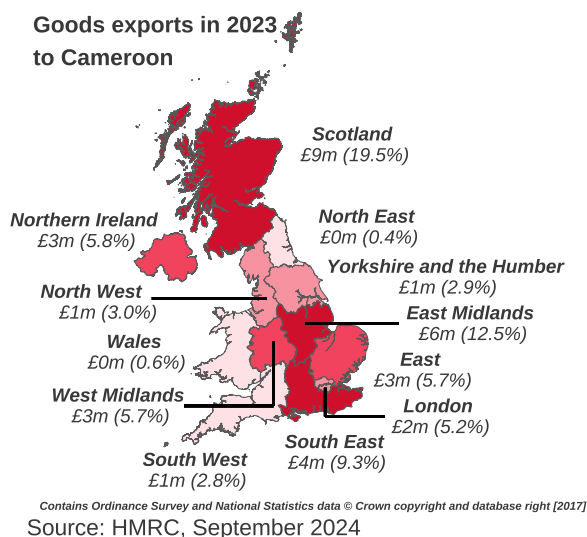 Goods exports in 2023
to Cameroon
Scotland
£9m (19.5%)
Northern Ireland
£3m (5.8%)
North East
£0m (0.4%)
Yorkshire and the Humber
£1m (2.9%)
North West
£1m (3.0%)
East Midlands
£6m (12.5%)
Wales
£0m (0.6%)
East
£3m (5.7%)
West Midlands
£3m (5.7%)
London
£2m (5.2%)
South East
£4m (9.3%)
South West
£1m (2.8%)
Contains Ordinance Survey and National Statistics data © Crown copyright and database right [2017]
Source: HMRC, September 2024